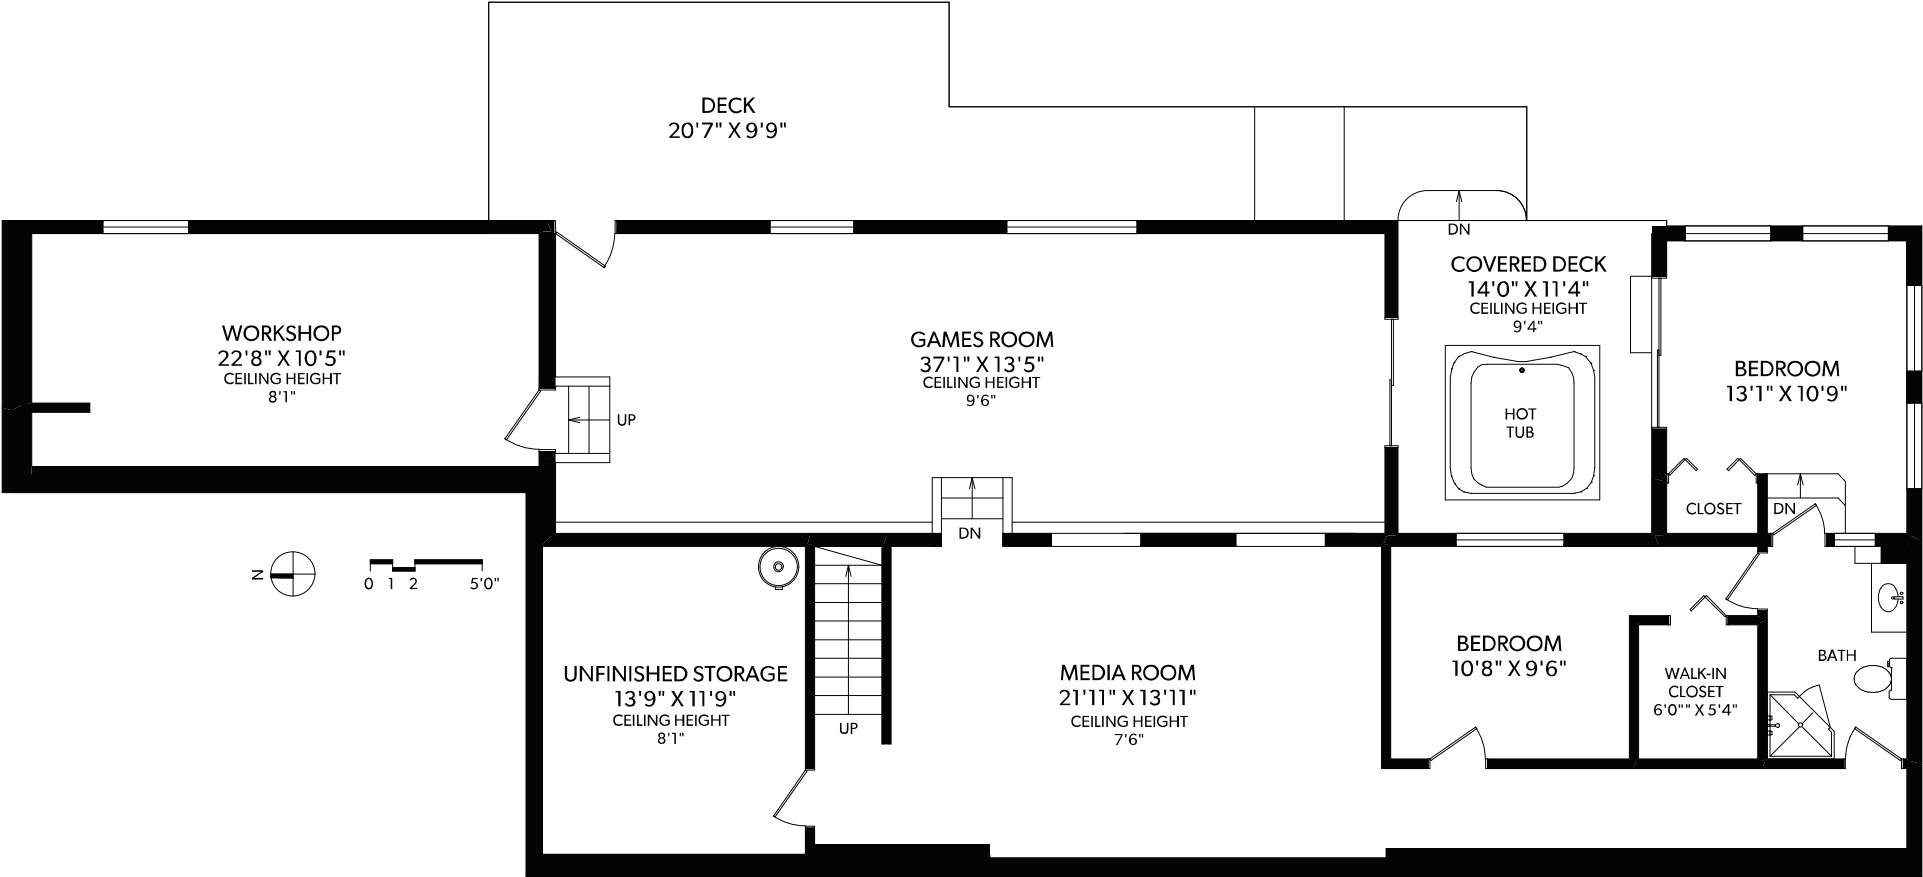 DECK
20'7" X 9'9"
DN
COVERED DECK
14'0" X 11'4"
CEILING HEIGHT
9'4"
WORKSHOP
22'8" X 10'5"
CEILING HEIGHT
8'1"
GAMES ROOM
37'1" X 13'5"
CEILING HEIGHT
9'6"
BEDROOM
13'1" X 10'9"
HOT
TUB
UP
CLOSET
DN
DN
N
0 1 2 5'0"
UNFINISHED STORAGE
13'9" X 11'9"
CEILING HEIGHT
8'1"
UP
MEDIA ROOM
21'11" X 13'11"
CEILING HEIGHT
7'6"
BEDROOM
10'8" X 9'6"
WALK-IN
CLOSET
6'0"" X 5'4"
BATH